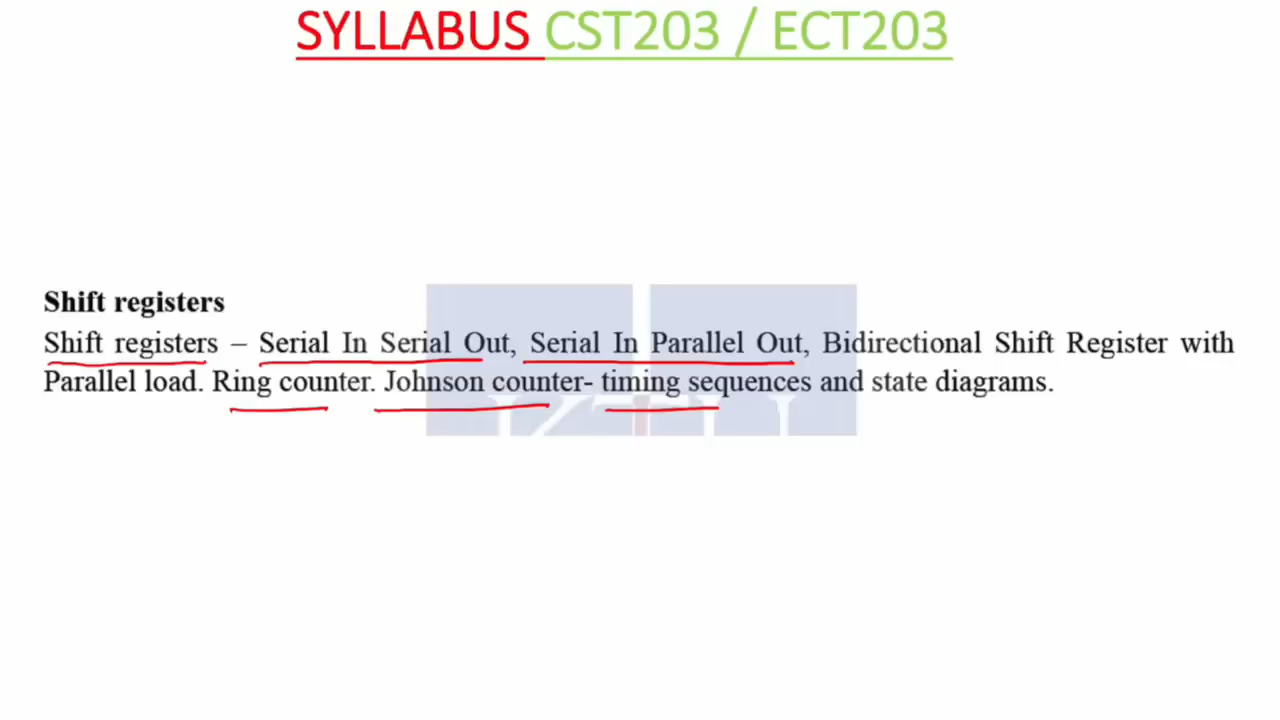 SYLLABUS CST203 / ECT203
Shift registers
Shift registers – Serial In Serial Out, Serial In Parallel Out, Bidirectional Shift Register with
Parallel load. Ring counter. Johnson counter- timing sequences and state diagrams.
KTU